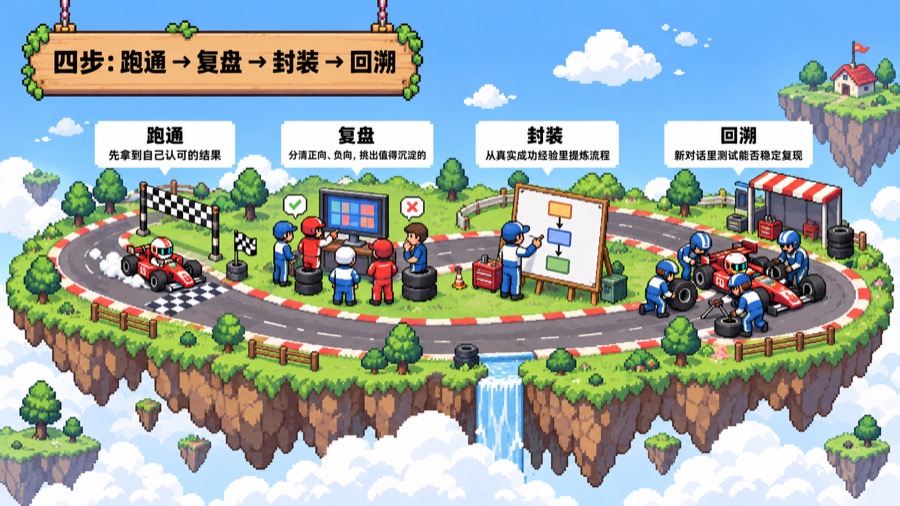 四步：跑通→复盘→封装→回溯
跑通
先拿到自己认可的结果
复盘
分清正向、负向，挑出值得沉淀的
封装
从真实成功经验里提炼流程
回溯
新对话里测试能否稳定复现